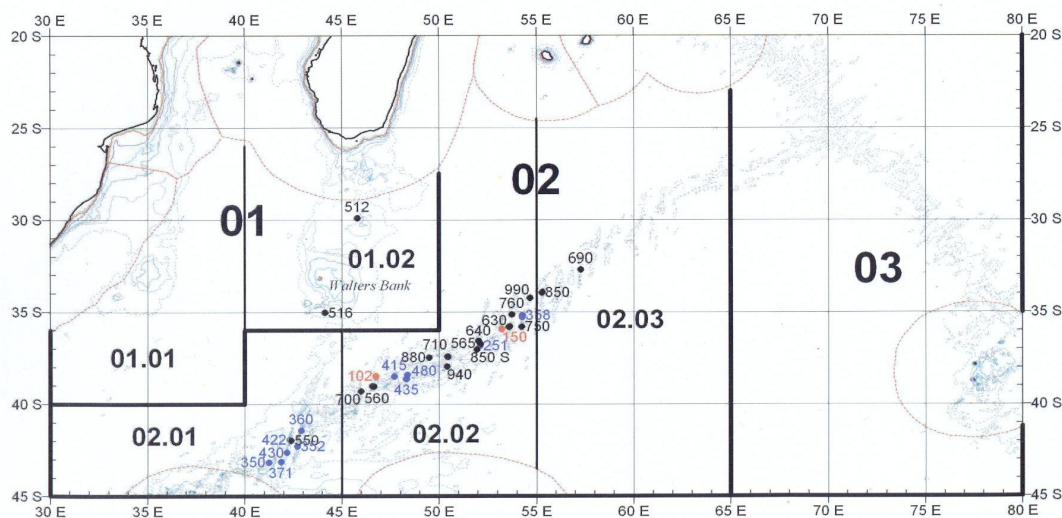 30 E 35 E 40 E 45 E 50 E 55 E 60 E 65 E 70 E 75 E 80 E
20 S 20 S
25 S 25 S
02
512
30 S 01 30 S
01.02
690
03
Walters Bank
990 850
760
516 358
35 S 630 750 02.03 35 S
640 150
710 565 251
01.01 880 850 S
415 480 940
102
435
700 560
40 S 40 S
360
02.01 422 550 02.02
430 352
350 371
45 S 45 S
30 E 35 E 40 E 45 E 50 E 55 E 60 E 65 E 70 E 75 E 80 E